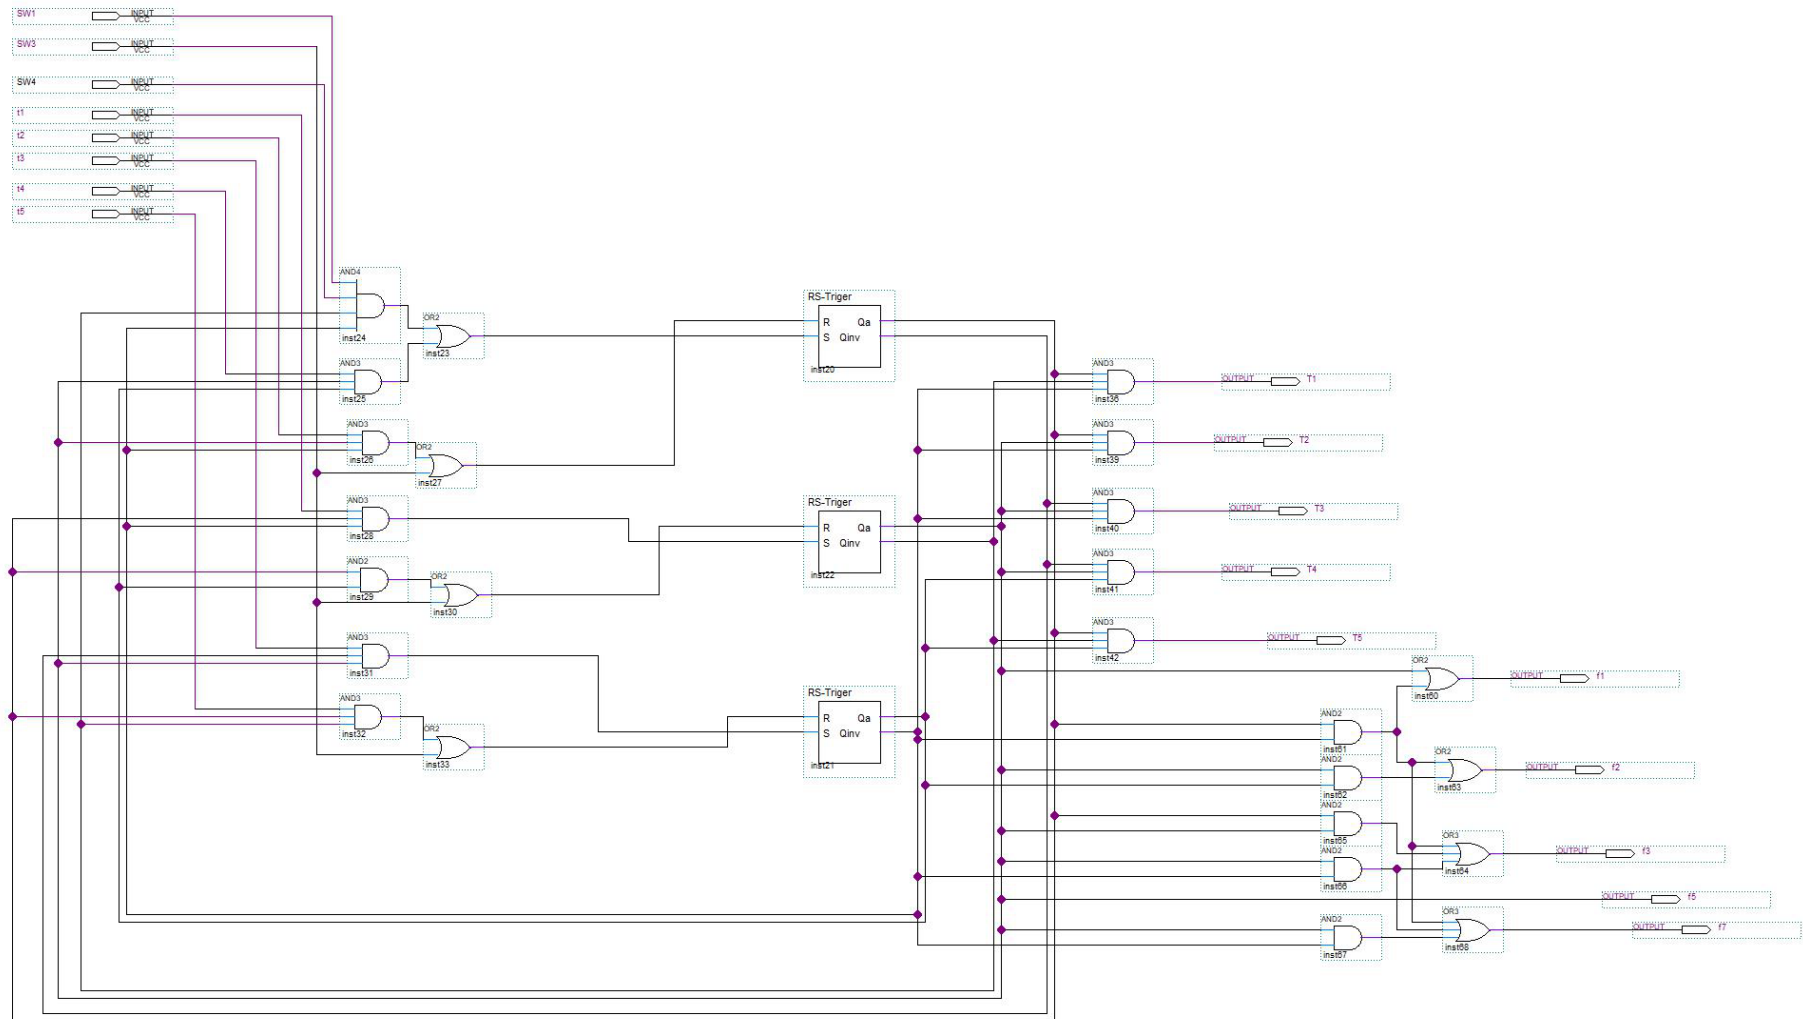 SW1 INPUT VCC
SW3 INPUT VCC
SW4 INPUT VCC
t1 INPUT VCC
t2 INPUT VCC
t3 INPUT VCC
t4 INPUT VCC
t5 INPUT VCC
AND4
inst24
OR2
inst23
AND3
inst25
AND3
inst26
OR2
inst27
AND3
inst28
AND2
inst29
OR2
inst30
AND3
inst31
AND3
inst32
OR2
inst33
RS-Triger
R Qa
S Qinv
inst20
RS-Triger
R Qa
S Qinv
inst22
RS-Triger
R Qa
S Qinv
inst21
AND3
inst36
OUTPUT T1
AND3
inst39
OUTPUT T2
AND3
inst40
OUTPUT T3
AND3
inst41
OUTPUT T4
AND3
inst42
OUTPUT T5
OR2
inst60
OUTPUT f1
AND2
inst61
AND2
inst62
OR2
inst63
OUTPUT f2
AND2
inst65
AND2
inst66
OR3
inst64
OUTPUT f3
OUTPUT f5
AND2
inst67
OR3
inst68
OUTPUT f7